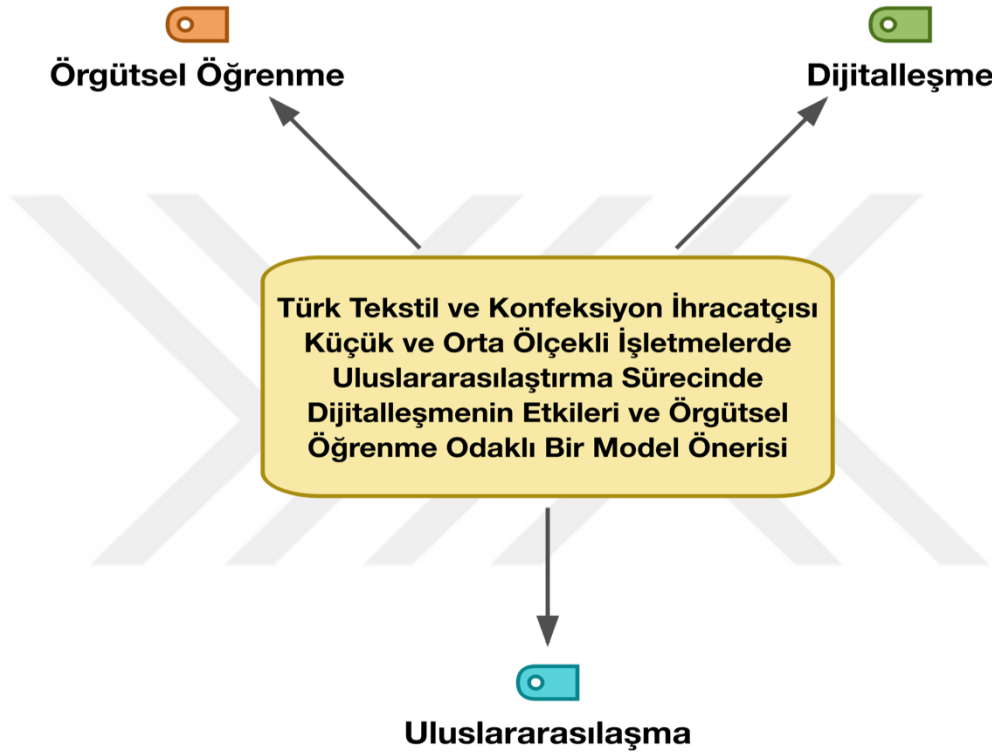 Örgütsel Öğrenme
Dijitalleşme
Türk Tekstil ve Konfeksiyon İhracatçısı
Küçük ve Orta Ölçekli İşletmelerde
Uluslararasılaştırma Sürecinde
Dijitalleşmenin Etkileri ve Örgütsel
Öğrenme Odaklı Bir Model Önerisi
Uluslararasılaşma